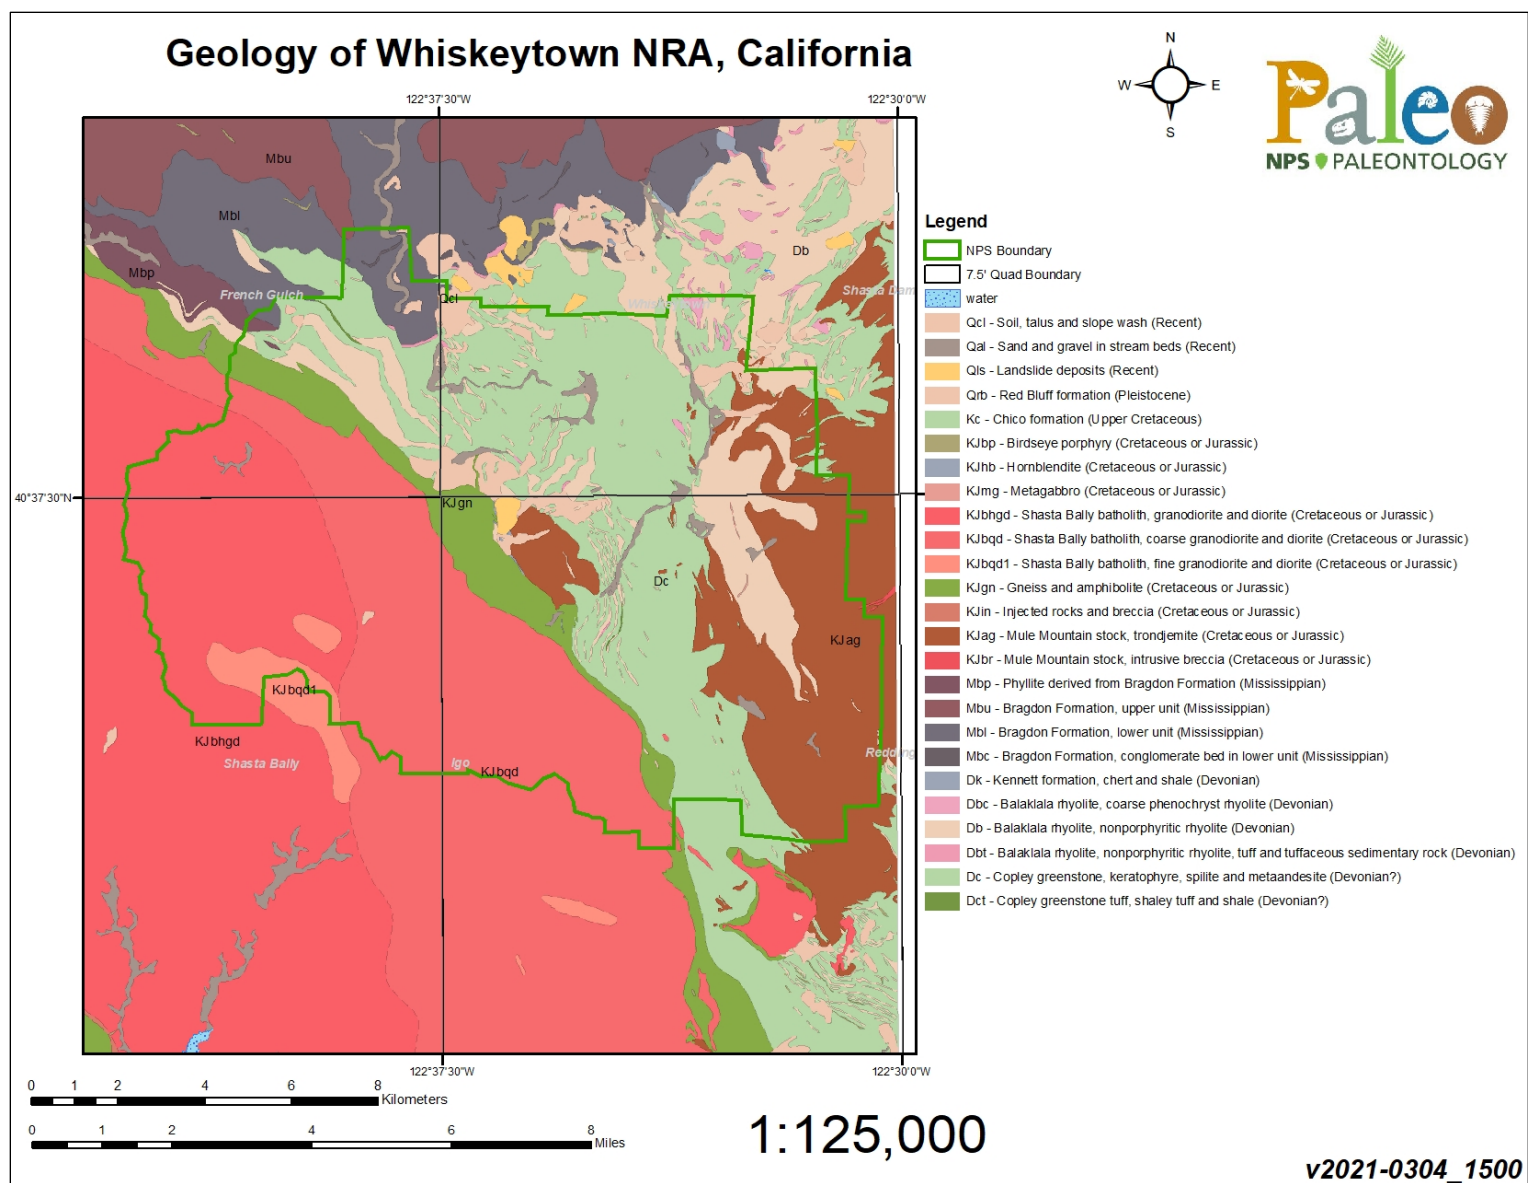 Geology of Whiskeytown NRA, California
N
W E
S
Paleo
NPS PALEONTOLOGY
122°37'30"W
122°30'0"W
Mbu
Mbl
Mbp
French Gulch
Qcl
Db
Shasta Dam
40°37'30"N
KJgn
Dc
KJag
KJbqd1
KJbhgd
Shasta Bally
Igo
KJbqd
Redding
122°37'30"W
122°30'0"W
Legend
NPS Boundary
7.5' Quad Boundary
water
Qcl - Soil, talus and slope wash (Recent)
Qal - Sand and gravel in stream beds (Recent)
Qls - Landslide deposits (Recent)
Qrb - Red Bluff formation (Pleistocene)
Kc - Chico formation (Upper Cretaceous)
KJbp - Birdseye porphyry (Cretaceous or Jurassic)
KJhb - Hornblendite (Cretaceous or Jurassic)
KJmg - Metagabbro (Cretaceous or Jurassic)
KJbhgd - Shasta Bally batholith, granodiorite and diorite (Cretaceous or Jurassic)
KJbqd - Shasta Bally batholith, coarse granodiorite and diorite (Cretaceous or Jurassic)
KJbqd1 - Shasta Bally batholith, fine granodiorite and diorite (Cretaceous or Jurassic)
KJgn - Gneiss and amphibolite (Cretaceous or Jurassic)
KJin - Injected rocks and breccia (Cretaceous or Jurassic)
KJag - Mule Mountain stock, trondjemite (Cretaceous or Jurassic)
KJbr - Mule Mountain stock, intrusive breccia (Cretaceous or Jurassic)
Mbp - Phyllite derived from Bragdon Formation (Mississippian)
Mbu - Bragdon Formation, upper unit (Mississippian)
Mbl - Bragdon Formation, lower unit (Mississippian)
Mbc - Bragdon Formation, conglomerate bed in lower unit (Mississippian)
Dk - Kennett formation, chert and shale (Devonian)
Dbc - Balaklala rhyolite, coarse phenochryst rhyolite (Devonian)
Db - Balaklala rhyolite, nonporphyritic rhyolite (Devonian)
Dbt - Balaklala rhyolite, nonporphyritic rhyolite, tuff and tuffaceous sedimentary rock (Devonian)
Dc - Copley greenstone, keratophyre, spilite and metaandesite (Devonian?)
Dct - Copley greenstone tuff, shaley tuff and shale (Devonian?)
0 1 2 4 6 8
Kilometers
0 1 2 4 6 8
Miles
1:125,000
v2021-0304_1500